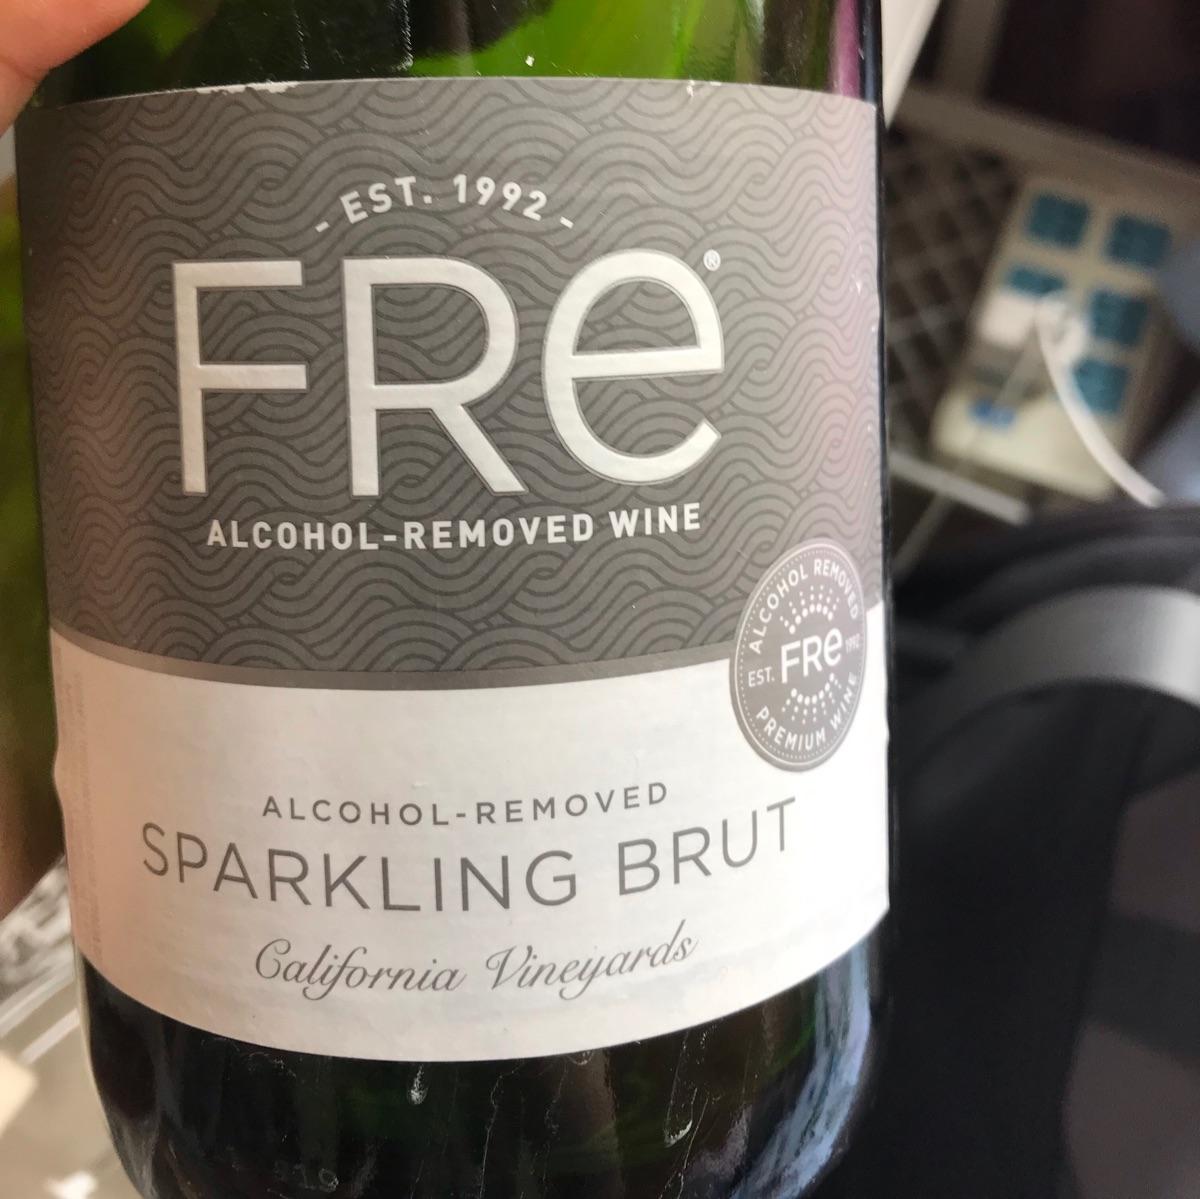 - EST. 1992 -
FRe®
ALCOHOL-REMOVED WINE
ALCOHOL REMOVED
EST. FRe 1992
PREMIUM WINE
ALCOHOL-REMOVED
SPARKLING BRUT
California Vineyards